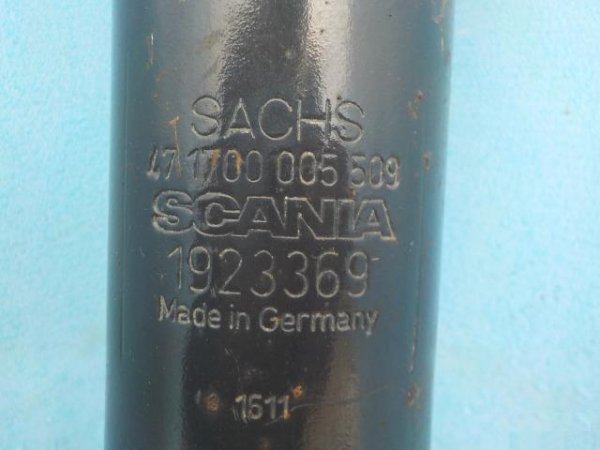 SACHS
47 1700 005 509
SCANIA
1923369
Made in Germany
1611